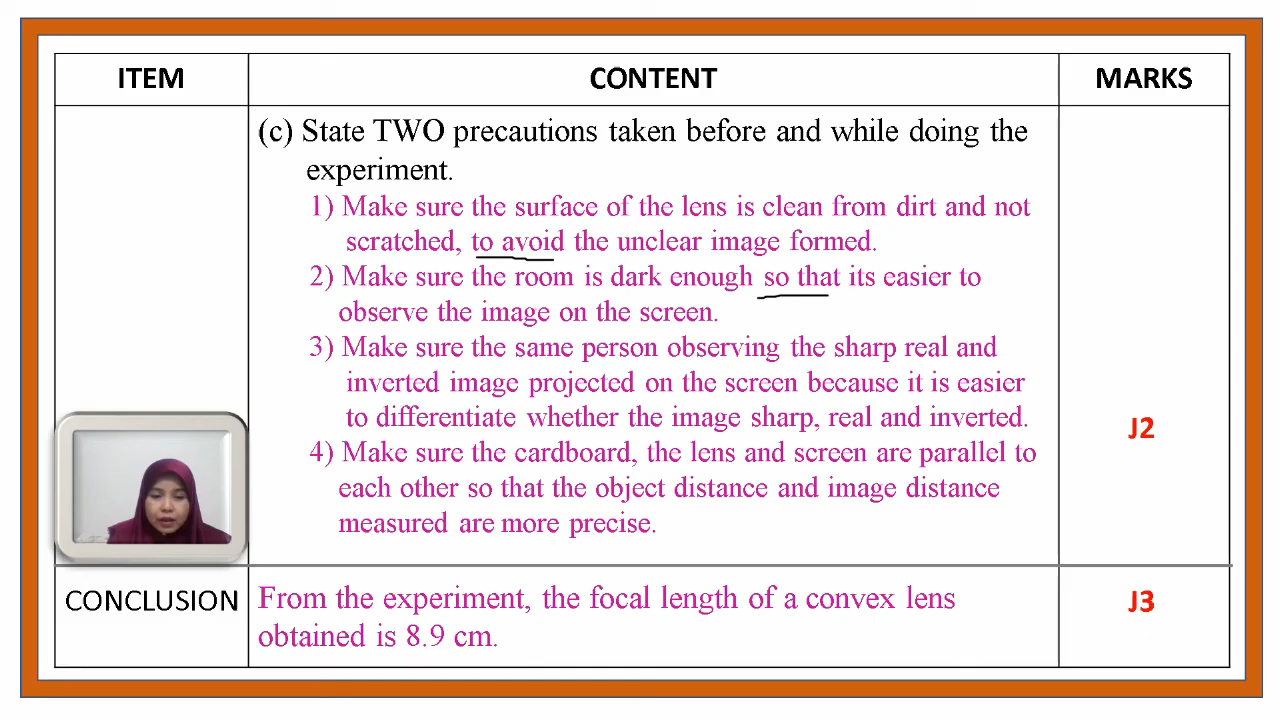 ITEM CONTENT MARKS
(c) State TWO precautions taken before and while doing the
experiment.
1) Make sure the surface of the lens is clean from dirt and not
scratched, to avoid the unclear image formed.
2) Make sure the room is dark enough so that its easier to
observe the image on the screen.
3) Make sure the same person observing the sharp real and
inverted image projected on the screen because it is easier
to differentiate whether the image sharp, real and inverted.
J2
4) Make sure the cardboard, the lens and screen are parallel to
each other so that the object distance and image distance
measured are more precise.
CONCLUSION From the experiment, the focal length of a convex lens J3
obtained is 8.9 cm.